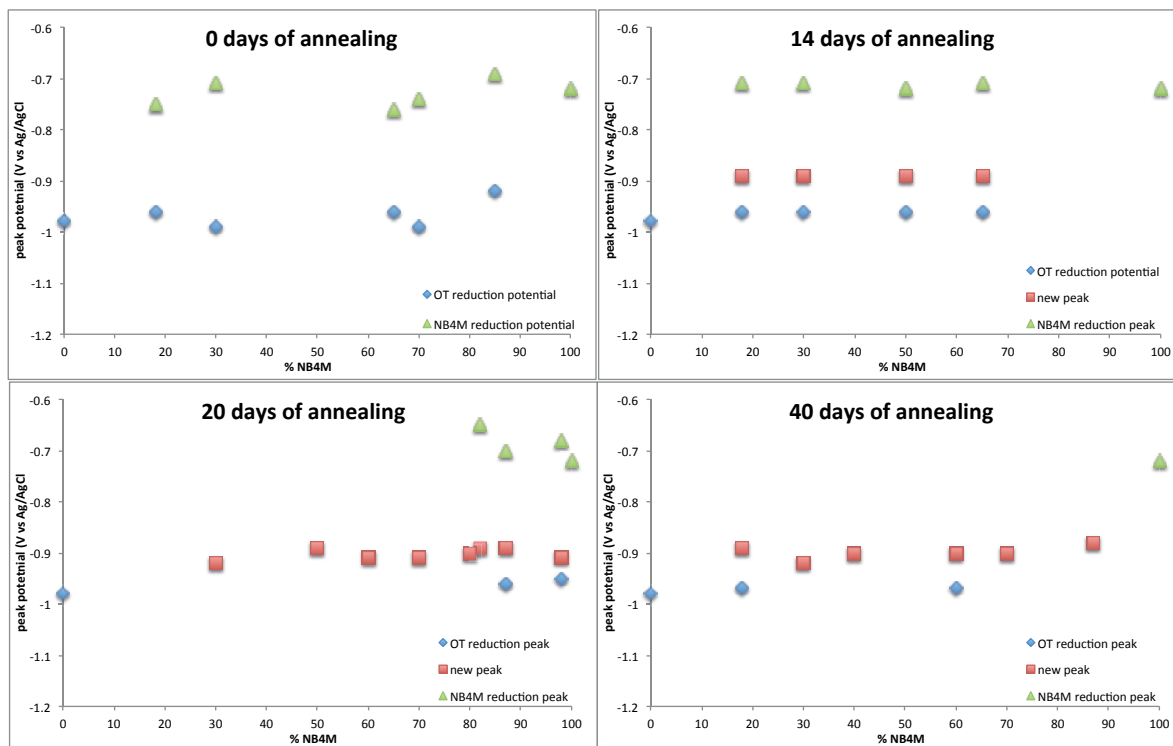 0 days of annealing
-0.6
-0.7
-0.8
-0.9
-1
-1.1
-1.2
peak potetnial (V vs Ag/AgCl
OT reduction potential
NB4M reduction potential
0 10 20 30 40 50 60 70 80 90 100
% NB4M
14 days of annealing
-0.6
-0.7
-0.8
-0.9
-1
-1.1
-1.2
peak potetnial (V vs Ag/AgCl
OT reduction potential
new peak
NB4M reduction peak
0 10 20 30 40 50 60 70 80 90 100
% NB4M
20 days of annealing
-0.6
-0.7
-0.8
-0.9
-1
-1.1
-1.2
peak potetnial (V vs Ag/AgCl
OT reduction peak
new peak
NB4M reduction peak
0 10 20 30 40 50 60 70 80 90 100
% NB4M
40 days of annealing
-0.6
-0.7
-0.8
-0.9
-1
-1.1
-1.2
peak potetnial (V vs Ag/AgCl
OT reduction peak
new peak
NB4M reduction peak
0 10 20 30 40 50 60 70 80 90 100
% NB4M